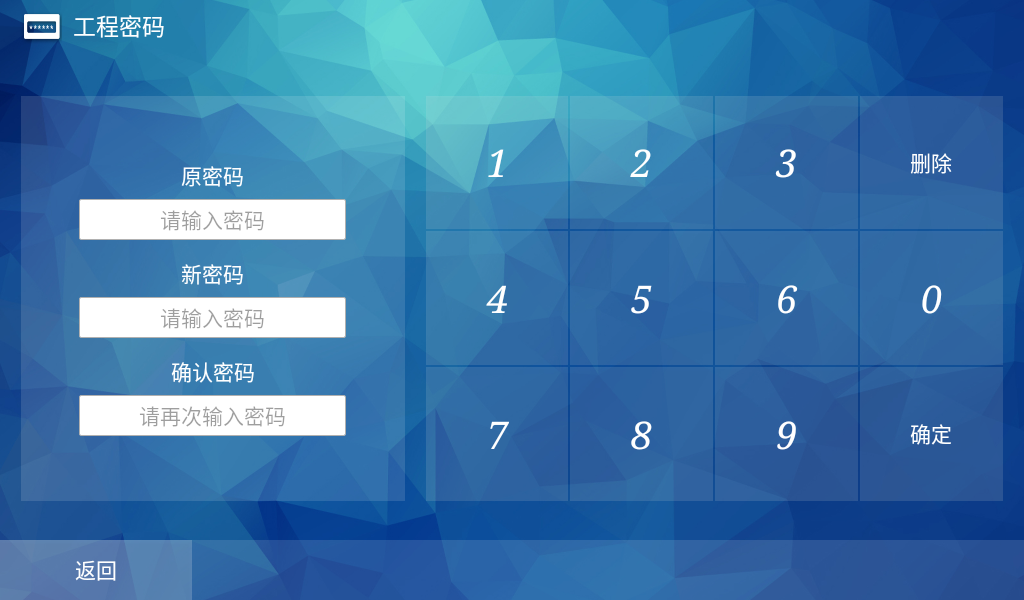 工程密码
原密码
请输入密码
新密码
请输入密码
确认密码
请再次输入密码
1 2 3 删除
4 5 6 0
7 8 9 确定
返回